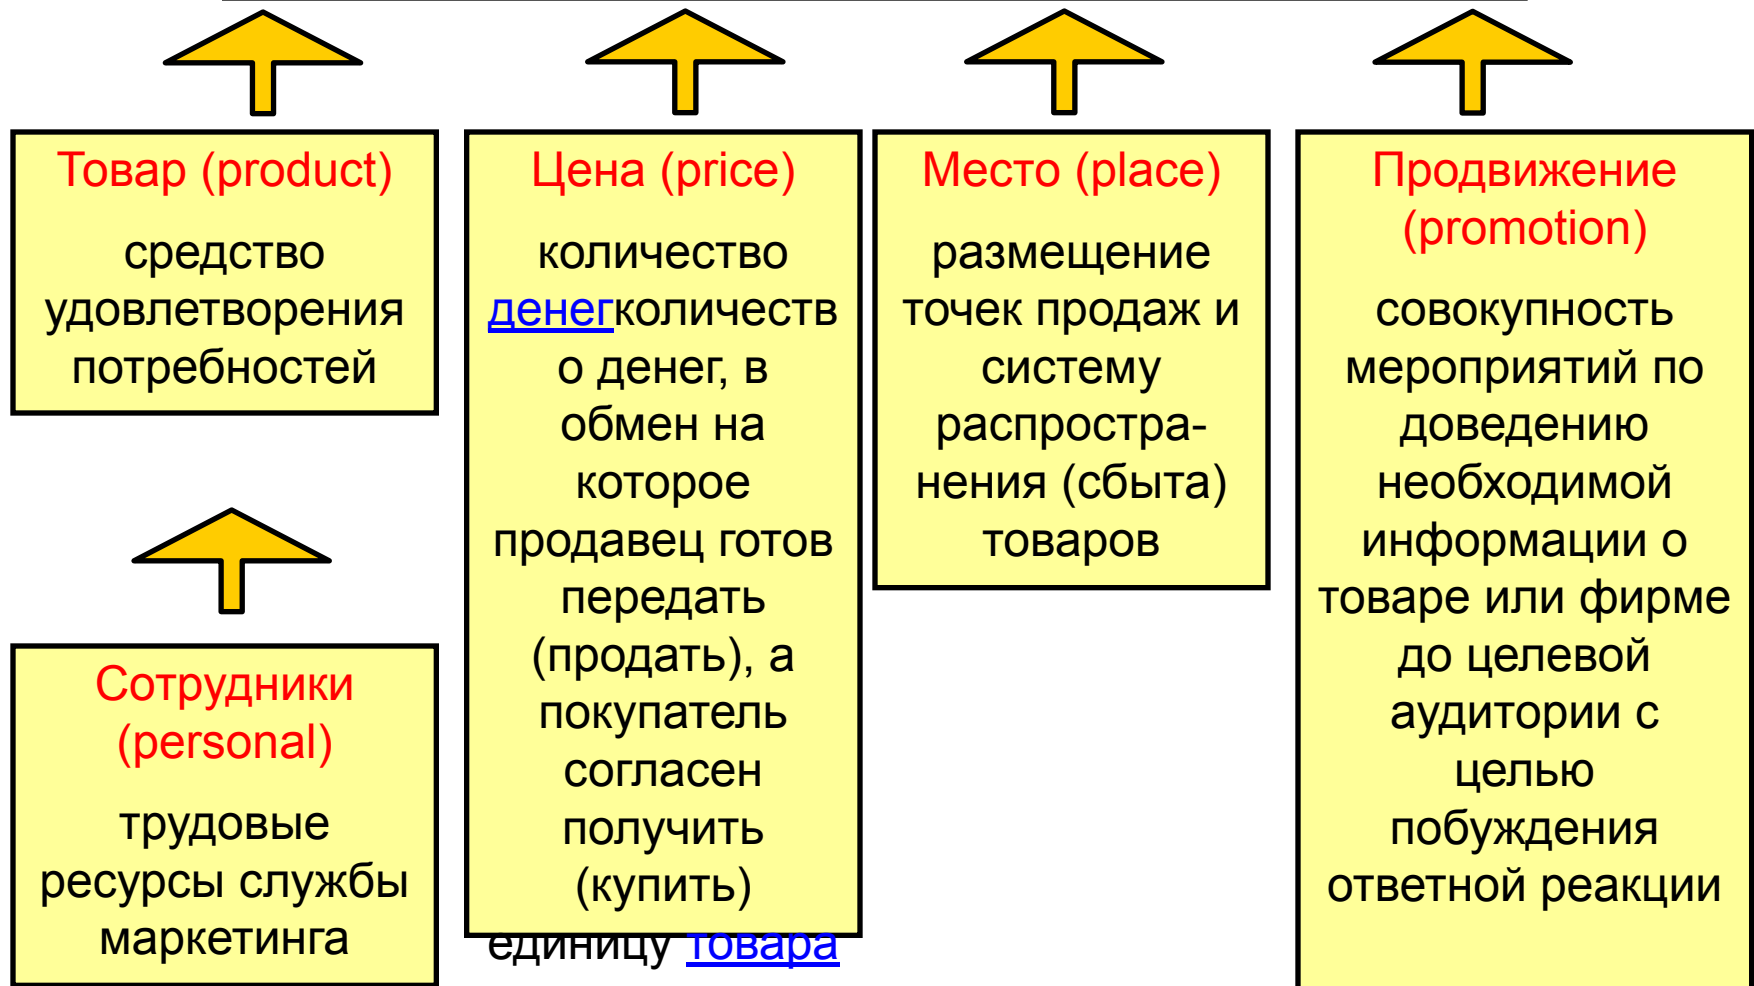 Товар (product)
средство
удовлетворения
потребностей
Цена (price)
количество
денегколичеств
о денег, в
обмен на
которое
продавец готов
передать
(продать), а
покупатель
согласен
получить
(купить)
единицу товара
Место (place)
размещение
точек продаж и
систему
распростра-
нения (сбыта)
товаров
Продвижение
(promotion)
совокупность
мероприятий по
доведению
необходимой
информации о
товаре или фирме
до целевой
аудитории с
целью
побуждения
ответной реакции
Сотрудники
(personal)
трудовые
ресурсы службы
маркетинга